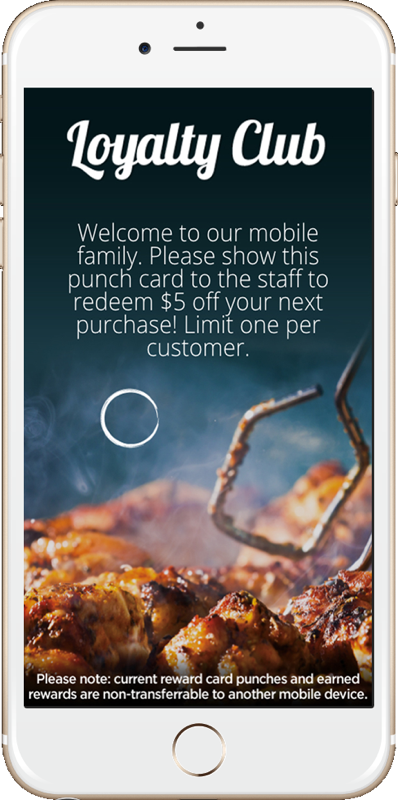 Loyalty Club
Welcome to our mobile
family. Please show this
punch card to the staff to
redeem $5 off your next
purchase! Limit one per
customer.
Please note: current reward card punches and earned
rewards are non-transferrable to another mobile device.